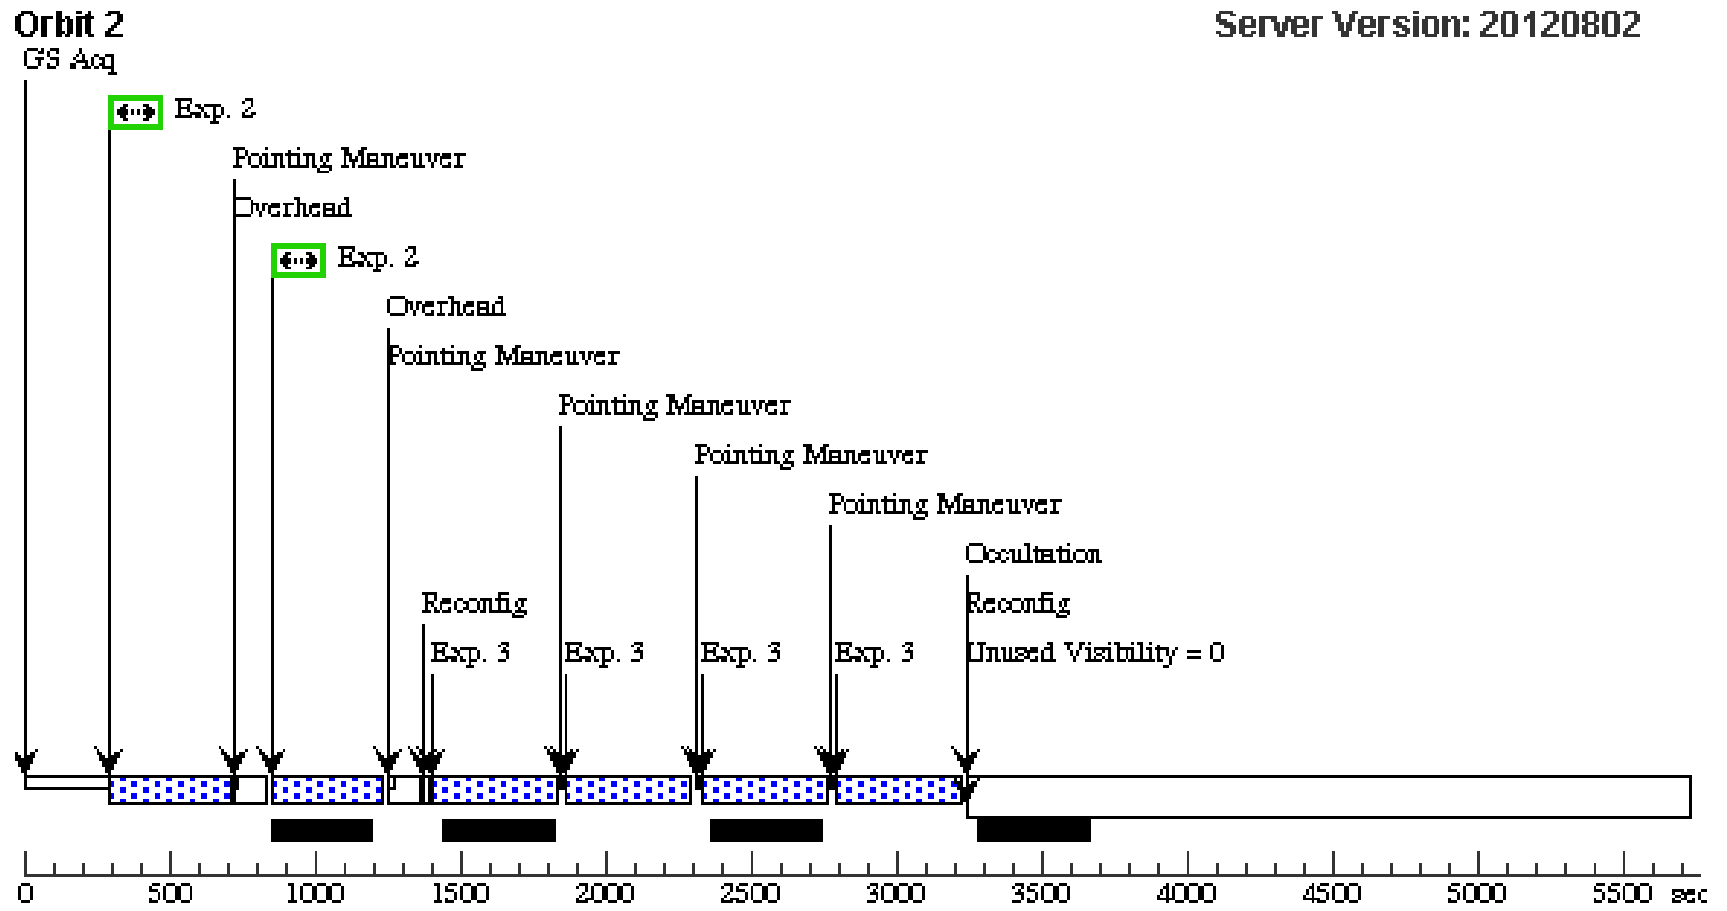 Orbit 2
Server Version: 20120802
GS Acq
Exp. 2
Pointing Maneuver
Overhead
Exp. 2
Overhead
Pointing Maneuver
Pointing Maneuver
Pointing Maneuver
Pointing Maneuver
Occultation
Reconfig
Reconfig
Exp. 3
Exp. 3
Exp. 3
Exp. 3
Unused Visibility = 0
0 500 1000 1500 2000 2500 3000 3500 4000 4500 5000 5500 sec